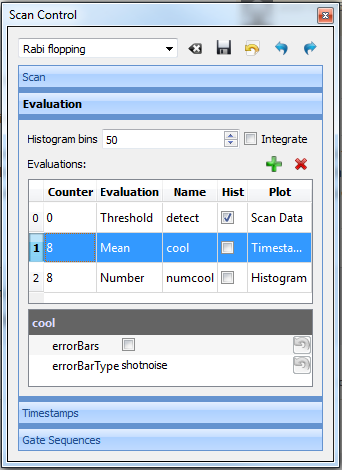 Scan Control
Rabi flopping
Scan
Evaluation
Histogram bins 50 Integrate
Evaluations:
Counter Evaluation Name Hist Plot
0 0 Threshold detect Scan Data
1 8 Mean cool Timesta...
2 8 Number numcool Histogram
cool
errorBars
errorBarType shotnoise
Timestamps
Gate Sequences